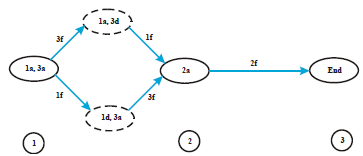 1a, 3d
3f
1f
1a, 3a
2a
2f
End
1f
3f
1d, 3a
1
2
3